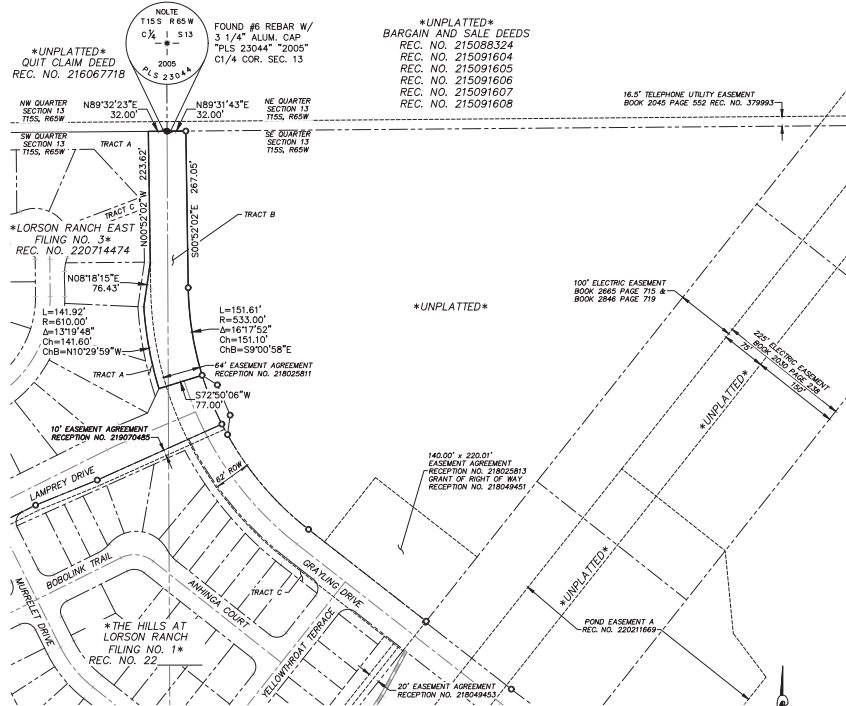 NOLTE
T15S R65W
C¼ S13
2005
PLS 23044
FOUND #6 REBAR W/
3 1/4" ALUM. CAP
"PLS 23044" "2005"
C1/4 COR. SEC. 13
*UNPLATTED*
QUIT CLAIM DEED
REC. NO. 216067718
*UNPLATTED*
BARGAIN AND SALE DEEDS
REC. NO. 215088324
REC. NO. 215091604
REC. NO. 215091605
REC. NO. 215091606
REC. NO. 215091607
REC. NO. 215091608
16.5' TELEPHONE UTILITY EASEMENT
BOOK 2045 PAGE 552 REC. NO. 379993
NW QUARTER
SECTION 13
T15S, R65W
N89°32'23"E
32.00'
N89°31'43"E
32.00'
NE QUARTER
SECTION 13
T15S, R65W
SW QUARTER
SECTION 13
T15S, R65W
SE QUARTER
SECTION 13
T15S, R65W
TRACT A
N00°52'02"W 223.62'
S00°52'02"E 267.05'
TRACT C
TRACT B
*LORSON RANCH EAST
FILING NO. 3*
REC. NO. 220714474
N08°18'15"E
76.43'
L=141.92'
R=610.00'
Δ=13°19'48"
Ch=141.60'
ChB=N10°29'59"W
L=151.61'
R=533.00'
Δ=16°17'52"
Ch=151.10'
ChB=S9°00'58"E
*UNPLATTED*
100' ELECTRIC EASEMENT
BOOK 2665 PAGE 715 &
BOOK 2846 PAGE 719
225' ELECTRIC EASEMENT
BOOK 2030 PAGE 238
75'
150'
TRACT A
64' EASEMENT AGREEMENT
RECEPTION NO. 218025811
S72°50'06"W
77.00'
*UNPLATTED*
10' EASEMENT AGREEMENT
RECEPTION NO. 219070485
62' ROW
LAMPREY DRIVE
140.00' x 220.01'
EASEMENT AGREEMENT
RECEPTION NO. 218025813
GRANT OF RIGHT OF WAY
RECEPTION NO. 218049451
BOBOLINK TRAIL
MURRELET DRIVE
ANHINGA COURT
TRACT C
GRAYLING DRIVE
*UNPLATTED*
*THE HILLS AT
LORSON RANCH
FILING NO. 1*
REC. NO. 22______
YELLOWTHROAT TERRACE
POND EASEMENT A
REC. NO. 220211669
20' EASEMENT AGREEMENT
RECEPTION NO. 218049453